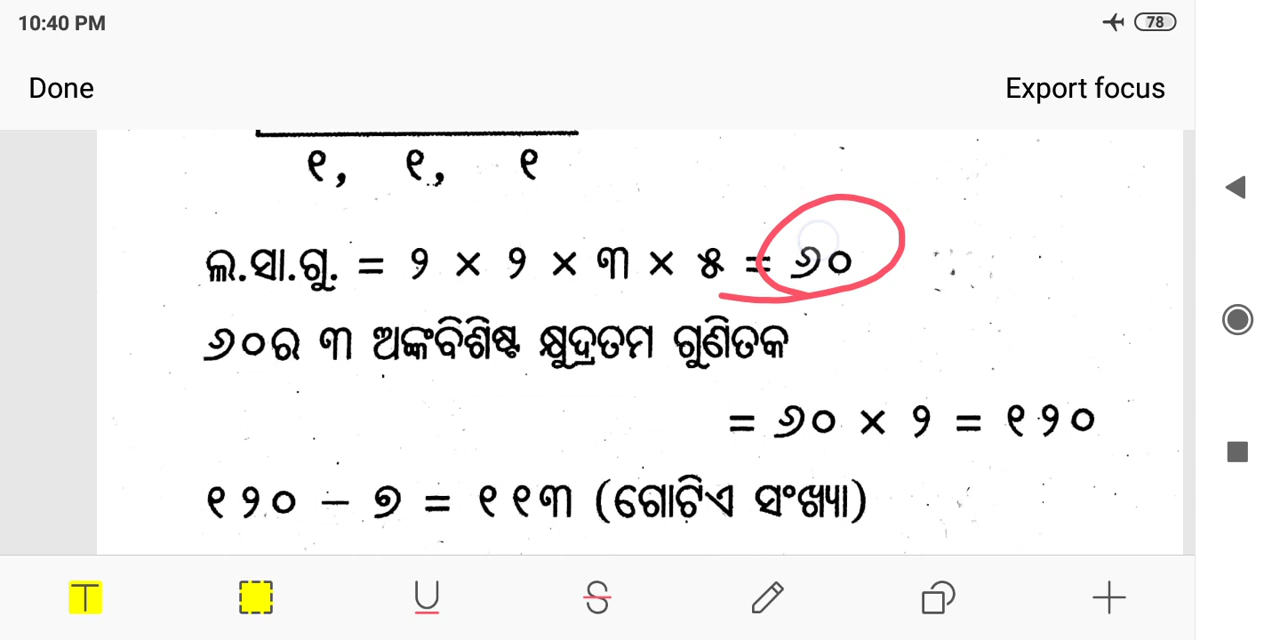 10:40 PM
78
Done
Export focus
୧, ୧, ୧
ଲ.ସା.ଗୁ. = ୨ × ୨ × ୩ × ୫ = ୬୦
୬୦ର ୩ ଅଙ୍କବିଶିଷ୍ଟ କ୍ଷୁଦ୍ରତମ ଗୁଣିତକ
= ୬୦ × ୨ = ୧୨୦
୧୨୦ − ୭ = ୧୧୩ (ଗୋଟିଏ ସଂଖ୍ୟା)
T
U
S